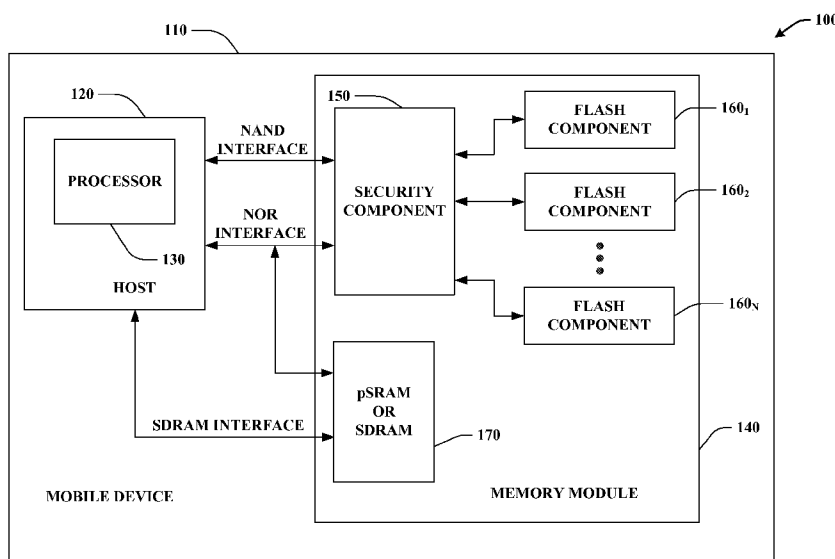 100
110
120
150
FLASH
COMPONENT
160₁
NAND
INTERFACE
PROCESSOR
SECURITY
COMPONENT
FLASH
COMPONENT
160₂
NOR
INTERFACE
130
HOST
FLASH
COMPONENT
160N
pSRAM
OR
SDRAM
SDRAM INTERFACE
170
140
MOBILE DEVICE
MEMORY MODULE